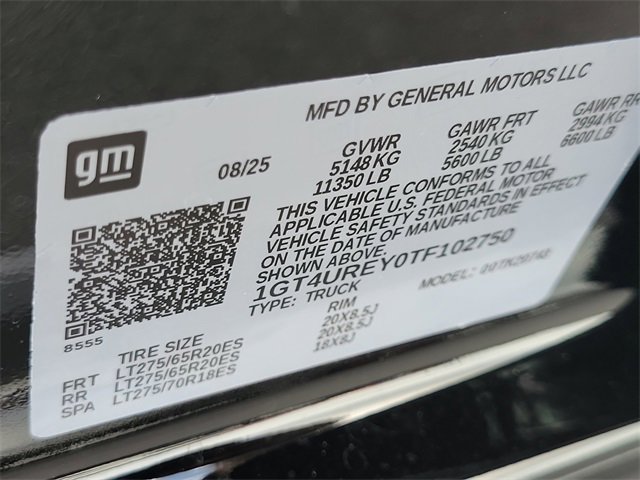 MFD BY GENERAL MOTORS LLC
gm
08/25
GVWR GAWR FRT GAWR RR
5148 KG 2540 KG 2994 KG
11350 LB 5600 LB 6600 LB
THIS VEHICLE CONFORMS TO ALL
APPLICABLE U.S. FEDERAL MOTOR
VEHICLE SAFETY STANDARDS IN EFFECT
ON THE DATE OF MANUFACTURE
SHOWN ABOVE.
1GT4UREY0TF102750
TYPE: TRUCK MODEL:
8555
TIRE SIZE RIM
FRT LT275/65R20ES 20X8.5J
RR LT275/65R20ES 20X8.5J
SPA LT275/70R18ES 18X8J